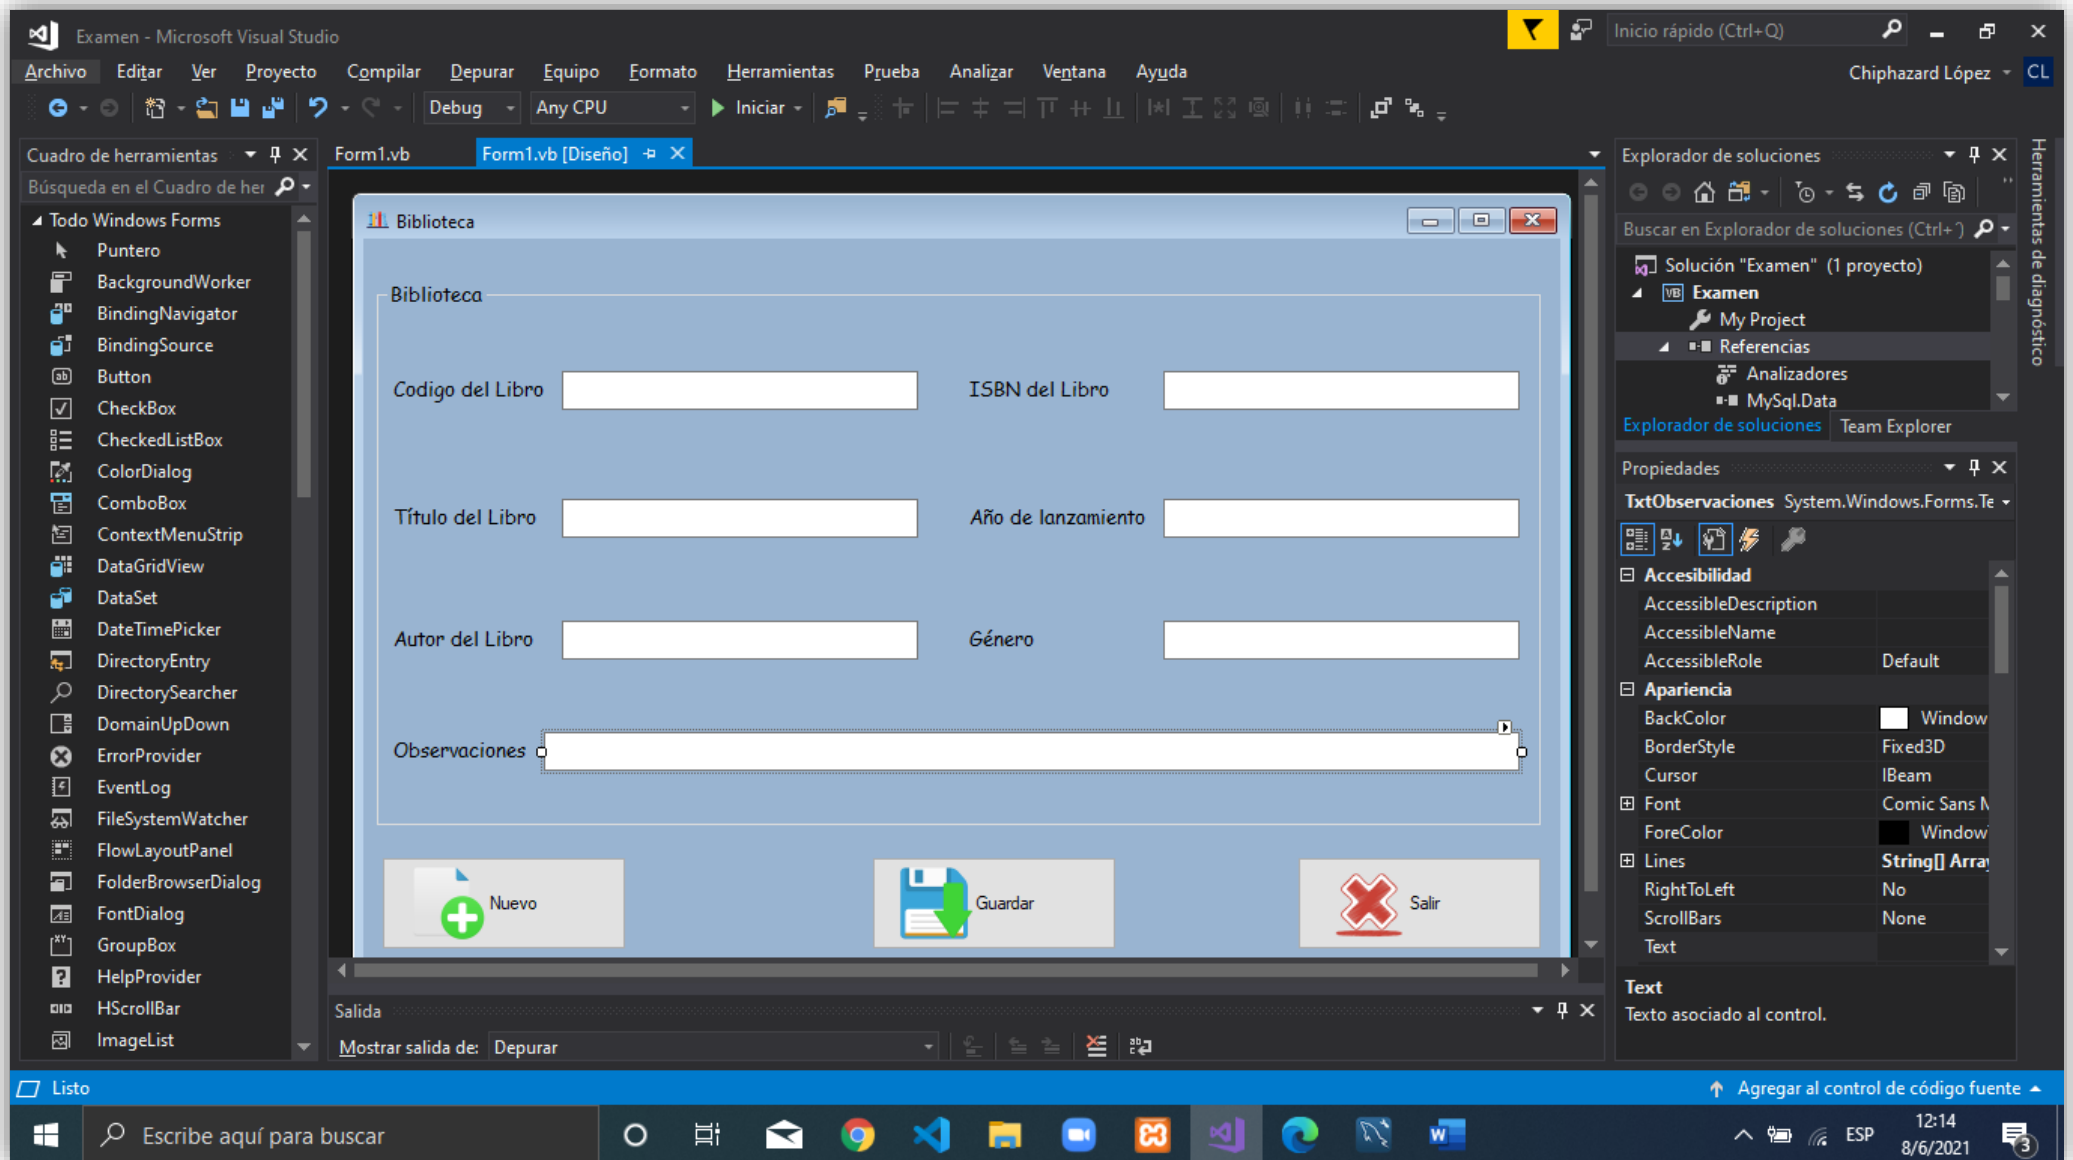 Examen - Microsoft Visual Studio
Inicio rápido (Ctrl+Q)
Archivo Editar Ver Proyecto Compilar Depurar Equipo Formato Herramientas Prueba Analizar Ventana Ayuda
Chiphazard López CL
Debug Any CPU Iniciar
Cuadro de herramientas
Búsqueda en el Cuadro de her
Todo Windows Forms
Puntero
BackgroundWorker
BindingNavigator
BindingSource
Button
CheckBox
CheckedListBox
ColorDialog
ComboBox
ContextMenuStrip
DataGridView
DataSet
DateTimePicker
DirectoryEntry
DirectorySearcher
DomainUpDown
ErrorProvider
EventLog
FileSystemWatcher
FlowLayoutPanel
FolderBrowserDialog
FontDialog
GroupBox
HelpProvider
HScrollBar
ImageList
Form1.vb Form1.vb [Diseño]
Biblioteca
Biblioteca
Codigo del Libro ISBN del Libro
Título del Libro Año de lanzamiento
Autor del Libro Género
Observaciones
Nuevo Guardar Salir
Salida
Mostrar salida de: Depurar
Explorador de soluciones
Buscar en Explorador de soluciones (Ctrl+´)
Solución "Examen" (1 proyecto)
VB Examen
My Project
Referencias
Analizadores
MySql.Data
Explorador de soluciones Team Explorer
Propiedades
TxtObservaciones System.Windows.Forms.Te
Accesibilidad
AccessibleDescription
AccessibleName
AccessibleRole Default
Apariencia
BackColor Window
BorderStyle Fixed3D
Cursor IBeam
Font Comic Sans M
ForeColor Window
Lines String[] Array
RightToLeft No
ScrollBars None
Text
Text
Texto asociado al control.
Herramientas de diagnóstico
Listo
Agregar al control de código fuente
Escribe aquí para buscar
ESP
12:14
8/6/2021
3